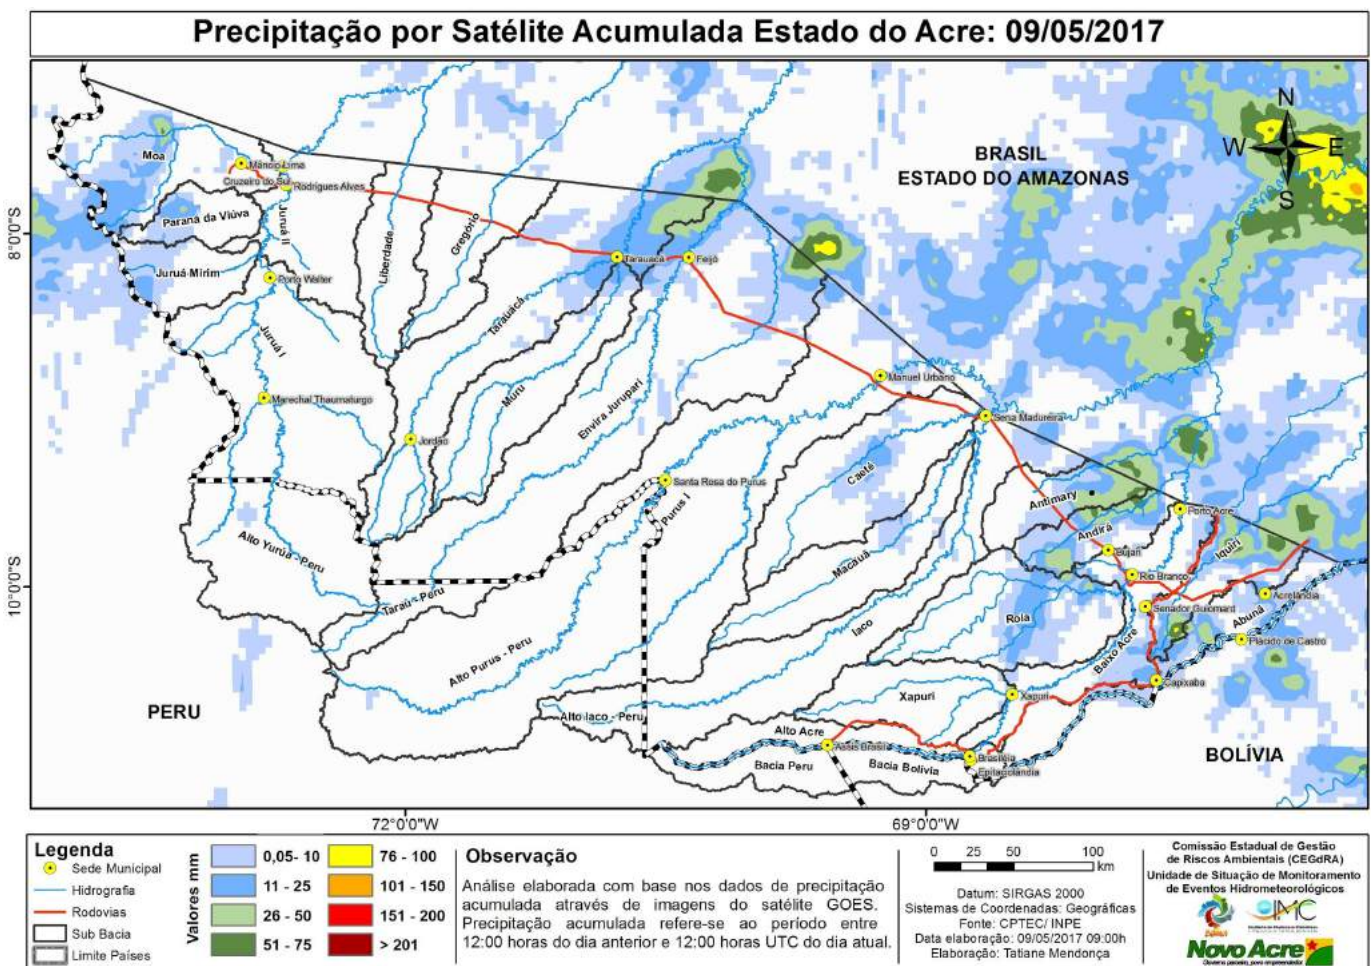 Precipitação por Satélite Acumulada Estado do Acre: 09/05/2017
N
W
E
S
BRASIL
ESTADO DO AMAZONAS
Moa
Mâncio Lima
Cruzeiro do Sul
Rodrigues Alves
Paraná da Viúva
Juruá II
Juruá Mirim
Porto Walter
Liberdade
Gregório
Tarauacá
Feijó
Tarauacá
Juruá I
Muru
Envira Jurupari
Manuel Urbano
Marechal Thaumaturgo
Sena Madureira
Jordão
Caeté
Santa Rosa do Purus
Purus I
Antimary
Porto Acre
Andirá
Iquiri
Bujari
Alto Yurúa - Peru
Macauã
Rio Branco
Taraú - Peru
Senador Guiomard
Acrelândia
Abunã
Iaco
Rola
Plácido de Castro
Baixo Acre
Alto Purus - Peru
Capixaba
Xapuri
Xapuri
PERU
Alto Iaco - Peru
Alto Acre
Assis Brasil
Brasiléia
Epitaciolândia
Bacia Peru
Bacia Bolívia
BOLÍVIA
8°0'0"S
10°0'0"S
72°0'0"W
69°0'0"W
Legenda
Sede Municipal
Hidrografia
Rodovias
Sub Bacia
Limite Países
Valores mm
0,05- 10
11 - 25
26 - 50
51 - 75
76 - 100
101 - 150
151 - 200
> 201
Observação
Análise elaborada com base nos dados de precipitação
acumulada através de imagens do satélite GOES.
Precipitação acumulada refere-se ao período entre
12:00 horas do dia anterior e 12:00 horas UTC do dia atual.
0 25 50 100
km
Datum: SIRGAS 2000
Sistemas de Coordenadas: Geográficas
Fonte: CPTEC/ INPE
Data elaboração: 09/05/2017 09:00h
Elaboração: Tatiane Mendonça
Comissão Estadual de Gestão
de Riscos Ambientais (CEGdRA)
Unidade de Situação de Monitoramento
de Eventos Hidrometeorológicos
IMC
Novo Acre